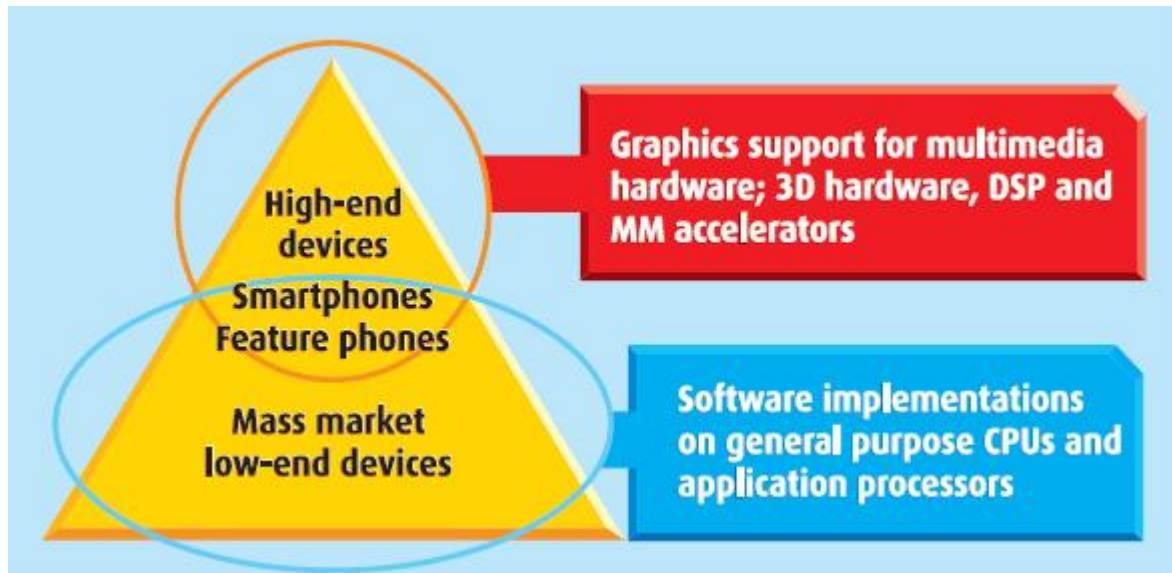 High-end
devices
Smartphones
Feature phones
Mass market
low-end devices
Graphics support for multimedia
hardware; 3D hardware, DSP and
MM accelerators
Software implementations
on general purpose CPUs and
application processors